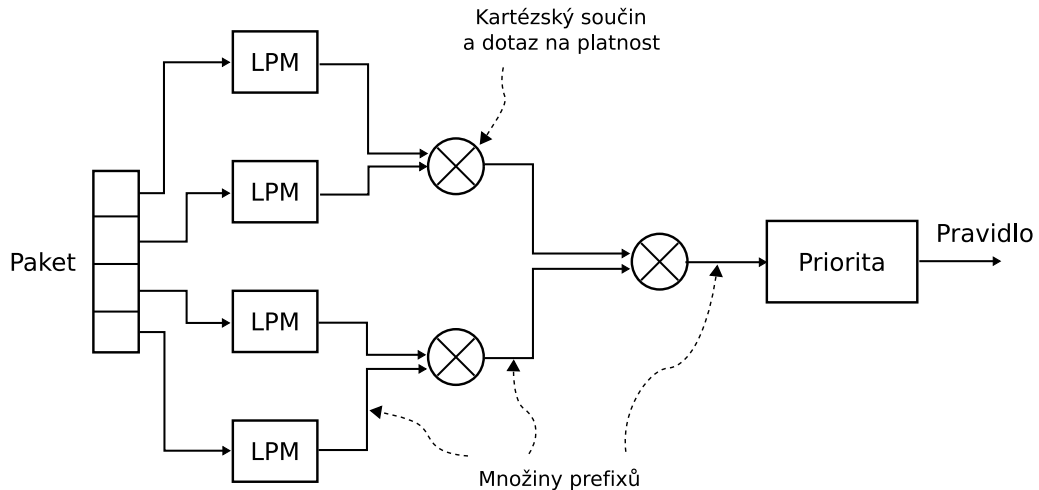 Kartézský součin
a dotaz na platnost
LPM
LPM
Paket
LPM
LPM
Priorita
Pravidlo
Množiny prefixů